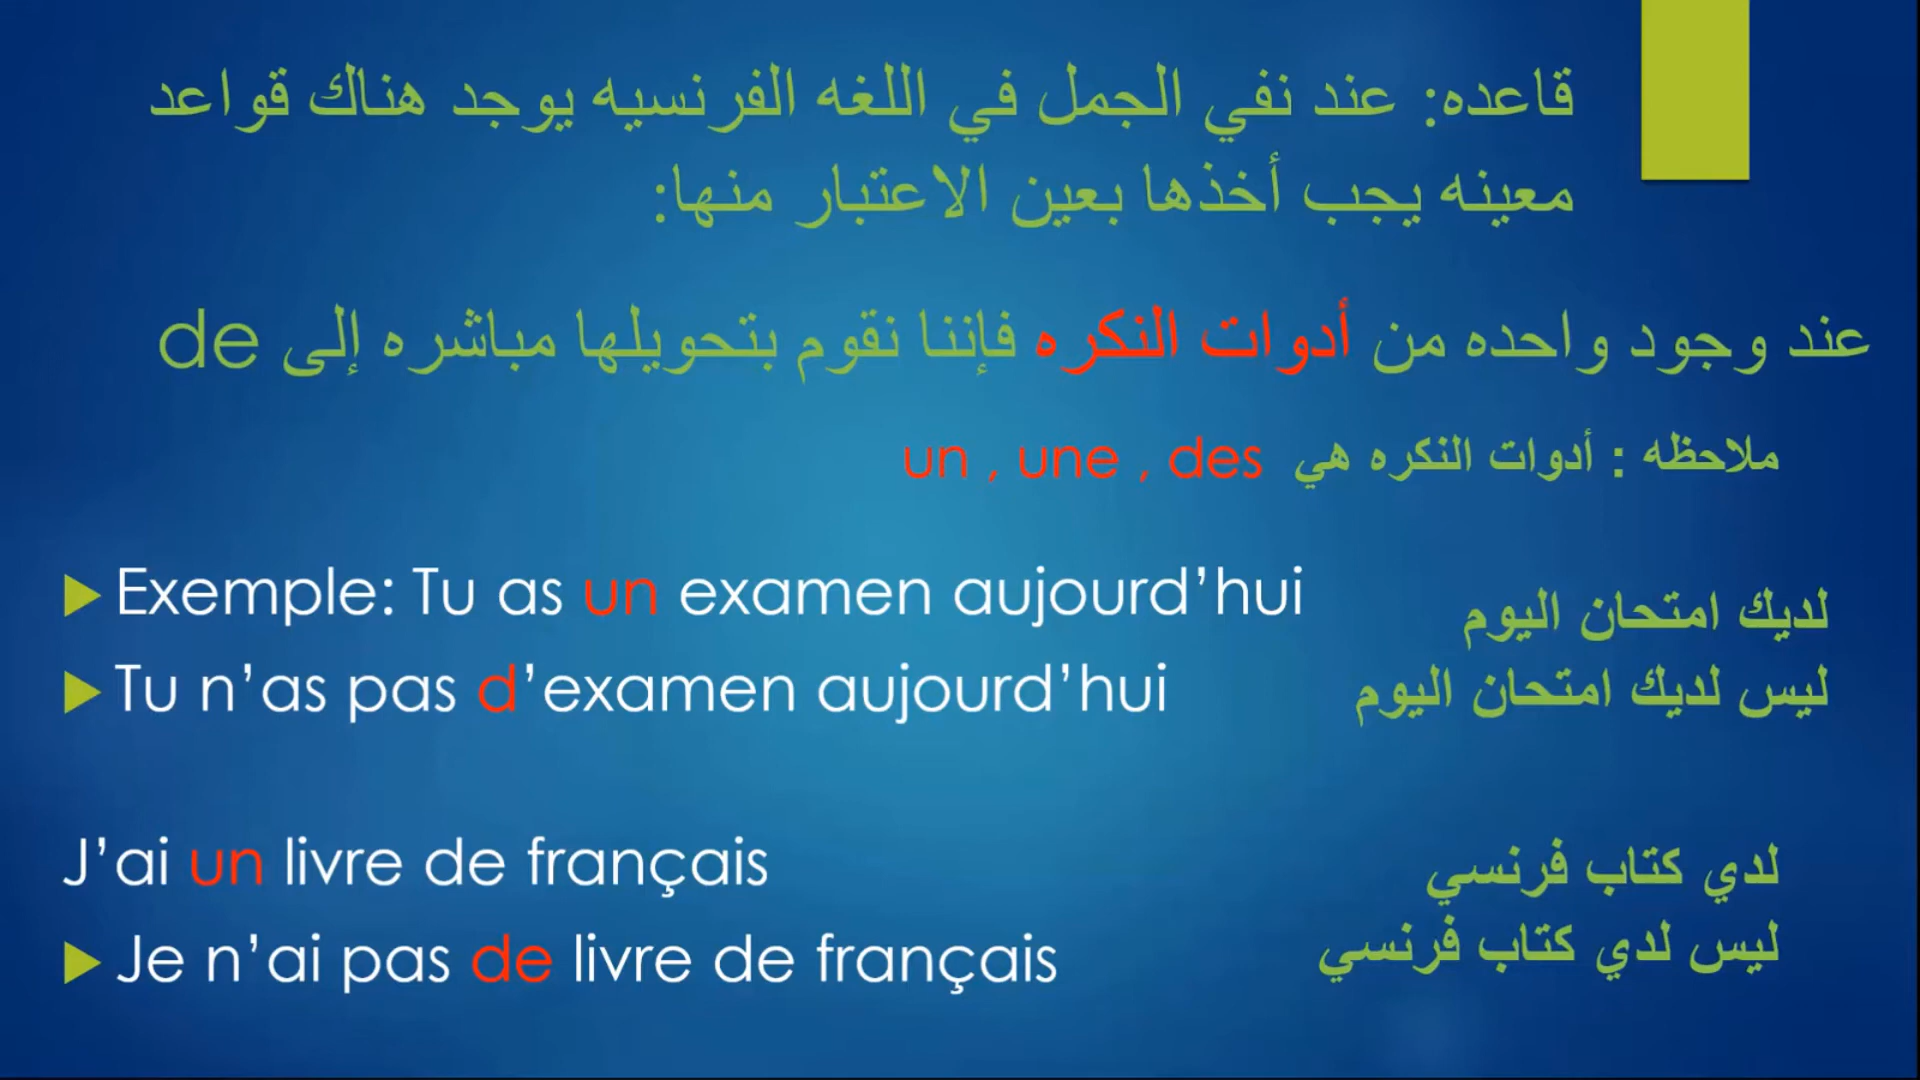 قاعده: عند نفي الجمل في اللغه الفرنسيه يوجد هناك قواعد
معينه يجب أخذها بعين الاعتبار منها:
عند وجود واحده من أدوات النكره فإننا نقوم بتحويلها مباشره إلى de
ملاحظه : أدوات النكره هي un , une , des
Exemple: Tu as un examen aujourd’hui
لديك امتحان اليوم
Tu n’as pas d’examen aujourd’hui
ليس لديك امتحان اليوم
J’ai un livre de français
لدي كتاب فرنسي
Je n’ai pas de livre de français
ليس لدي كتاب فرنسي